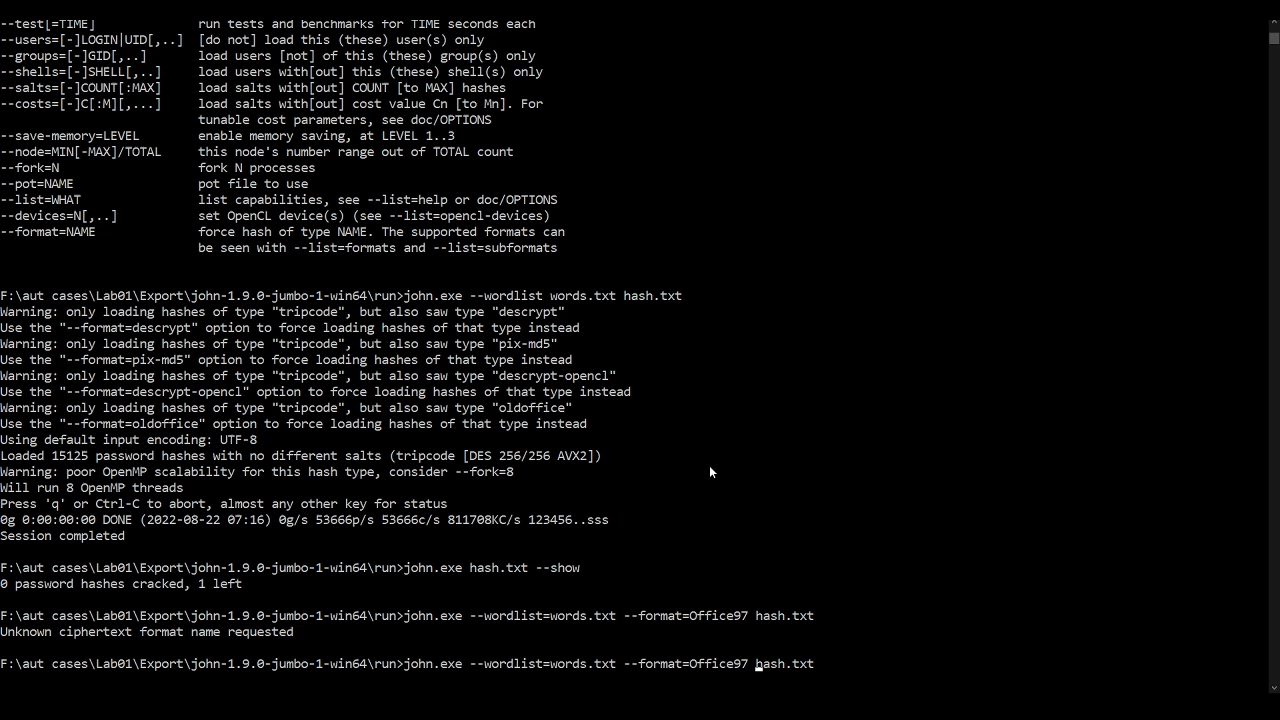 --test[=TIME] run tests and benchmarks for TIME seconds each
--users=[-]LOGIN|UID[,..] [do not] load this (these) user(s) only
--groups=[-]GID[,..] load users [not] of this (these) group(s) only
--shells=[-]SHELL[,..] load users with[out] this (these) shell(s) only
--salts=[-]COUNT[:MAX] load salts with[out] COUNT [to MAX] hashes
--costs=[-]C[:M][,...] load salts with[out] cost value Cn [to Mn]. For
tunable cost parameters, see doc/OPTIONS
--save-memory=LEVEL enable memory saving, at LEVEL 1..3
--node=MIN[-MAX]/TOTAL this node's number range out of TOTAL count
--fork=N fork N processes
--pot=NAME pot file to use
--list=WHAT list capabilities, see --list=help or doc/OPTIONS
--devices=N[,..] set OpenCL device(s) (see --list=opencl-devices)
--format=NAME force hash of type NAME. The supported formats can
be seen with --list=formats and --list=subformats
F:\aut cases\Lab01\Export\john-1.9.0-jumbo-1-win64\run>john.exe --wordlist words.txt hash.txt
Warning: only loading hashes of type "tripcode", but also saw type "descrypt"
Use the "--format=descrypt" option to force loading hashes of that type instead
Warning: only loading hashes of type "tripcode", but also saw type "pix-md5"
Use the "--format=pix-md5" option to force loading hashes of that type instead
Warning: only loading hashes of type "tripcode", but also saw type "descrypt-opencl"
Use the "--format=descrypt-opencl" option to force loading hashes of that type instead
Warning: only loading hashes of type "tripcode", but also saw type "oldoffice"
Use the "--format=oldoffice" option to force loading hashes of that type instead
Using default input encoding: UTF-8
Loaded 15125 password hashes with no different salts (tripcode [DES 256/256 AVX2])
Warning: poor OpenMP scalability for this hash type, consider --fork=8
Will run 8 OpenMP threads
Press 'q' or Ctrl-C to abort, almost any other key for status
0g 0:00:00:00 DONE (2022-08-22 07:16) 0g/s 53666p/s 53666c/s 811708KC/s 123456..sss
Session completed
F:\aut cases\Lab01\Export\john-1.9.0-jumbo-1-win64\run>john.exe hash.txt --show
0 password hashes cracked, 1 left
F:\aut cases\Lab01\Export\john-1.9.0-jumbo-1-win64\run>john.exe --wordlist=words.txt --format=Office97 hash.txt
Unknown ciphertext format name requested
F:\aut cases\Lab01\Export\john-1.9.0-jumbo-1-win64\run>john.exe --wordlist=words.txt --format=Office97 hash.txt